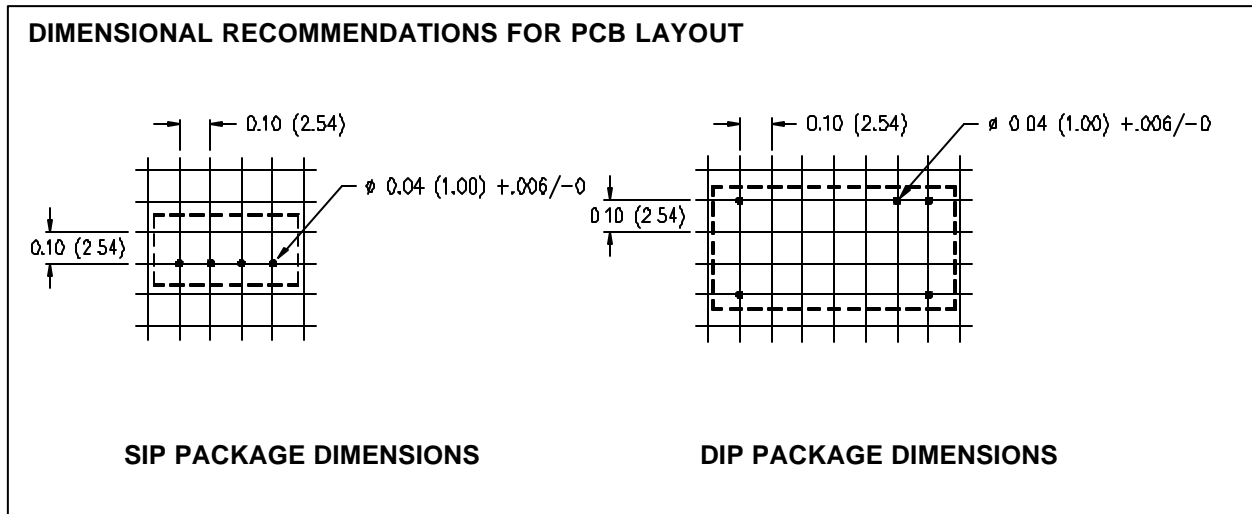 DIMENSIONAL RECOMMENDATIONS FOR PCB LAYOUT
0.10 (2.54)
ø 0.04 (1.00) +.006/-0
0.10 (2.54)
SIP PACKAGE DIMENSIONS
0.10 (2.54)
ø 0.04 (1.00) +.006/-0
0.10 (2.54)
DIP PACKAGE DIMENSIONS